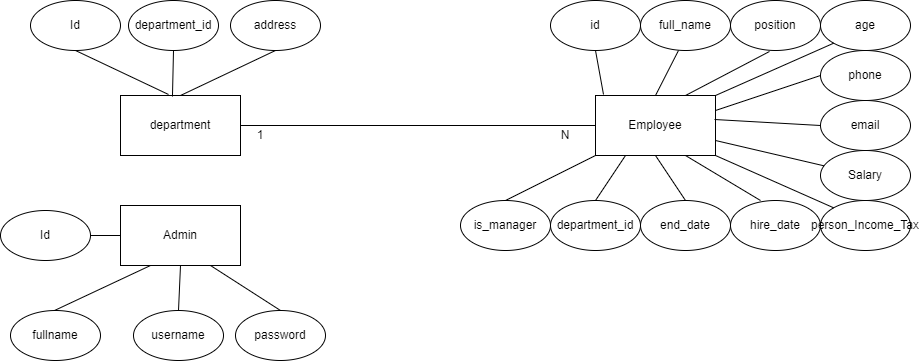 Id
department_id
address
id
full_name
position
age
phone
department
Employee
email
1
N
Salary
is_manager
department_id
end_date
hire_date
person_Income_Tax
Id
Admin
fullname
username
password